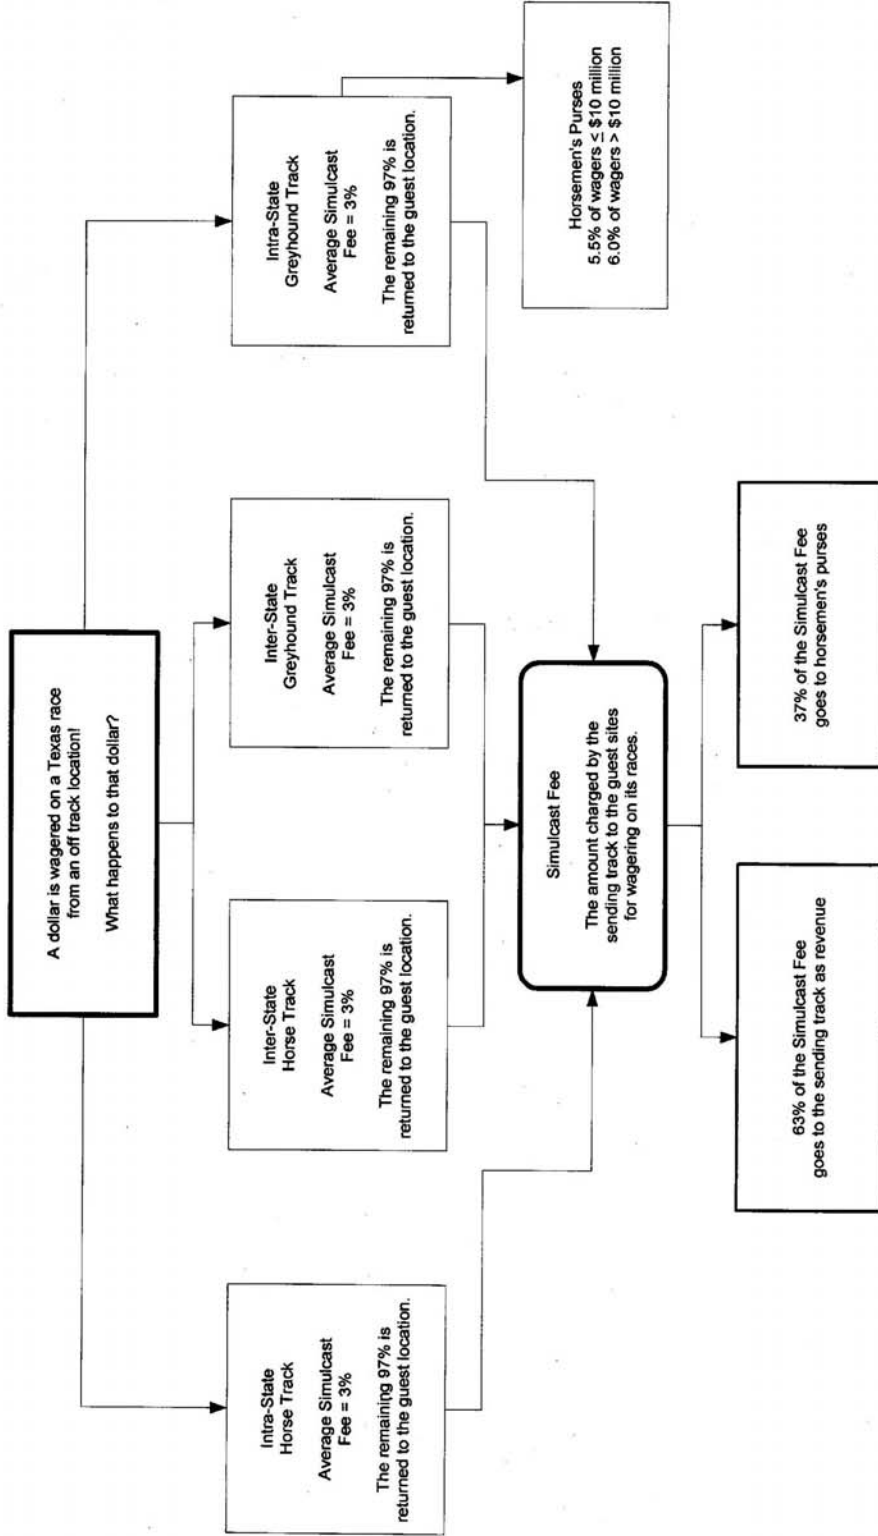 A dollar is wagered on a Texas race
from an off track location!
What happens to that dollar?
Intra-State
Horse Track
Average Simulcast
Fee = 3%
The remaining 97% is
returned to the guest location.
Inter-State
Horse Track
Average Simulcast
Fee = 3%
The remaining 97% is
returned to the guest location.
Inter-State
Greyhound Track
Average Simulcast
Fee = 3%
The remaining 97% is
returned to the guest location.
Intra-State
Greyhound Track
Average Simulcast
Fee = 3%
The remaining 97% is
returned to the guest location.
Simulcast Fee
The amount charged by the
sending track to the guest sites
for wagering on its races.
Horsemen's Purses
5.5% of wagers ≤ $10 million
6.0% of wagers > $10 million
63% of the Simulcast Fee
goes to the sending track as revenue
37% of the Simulcast Fee
goes to horsemen's purses